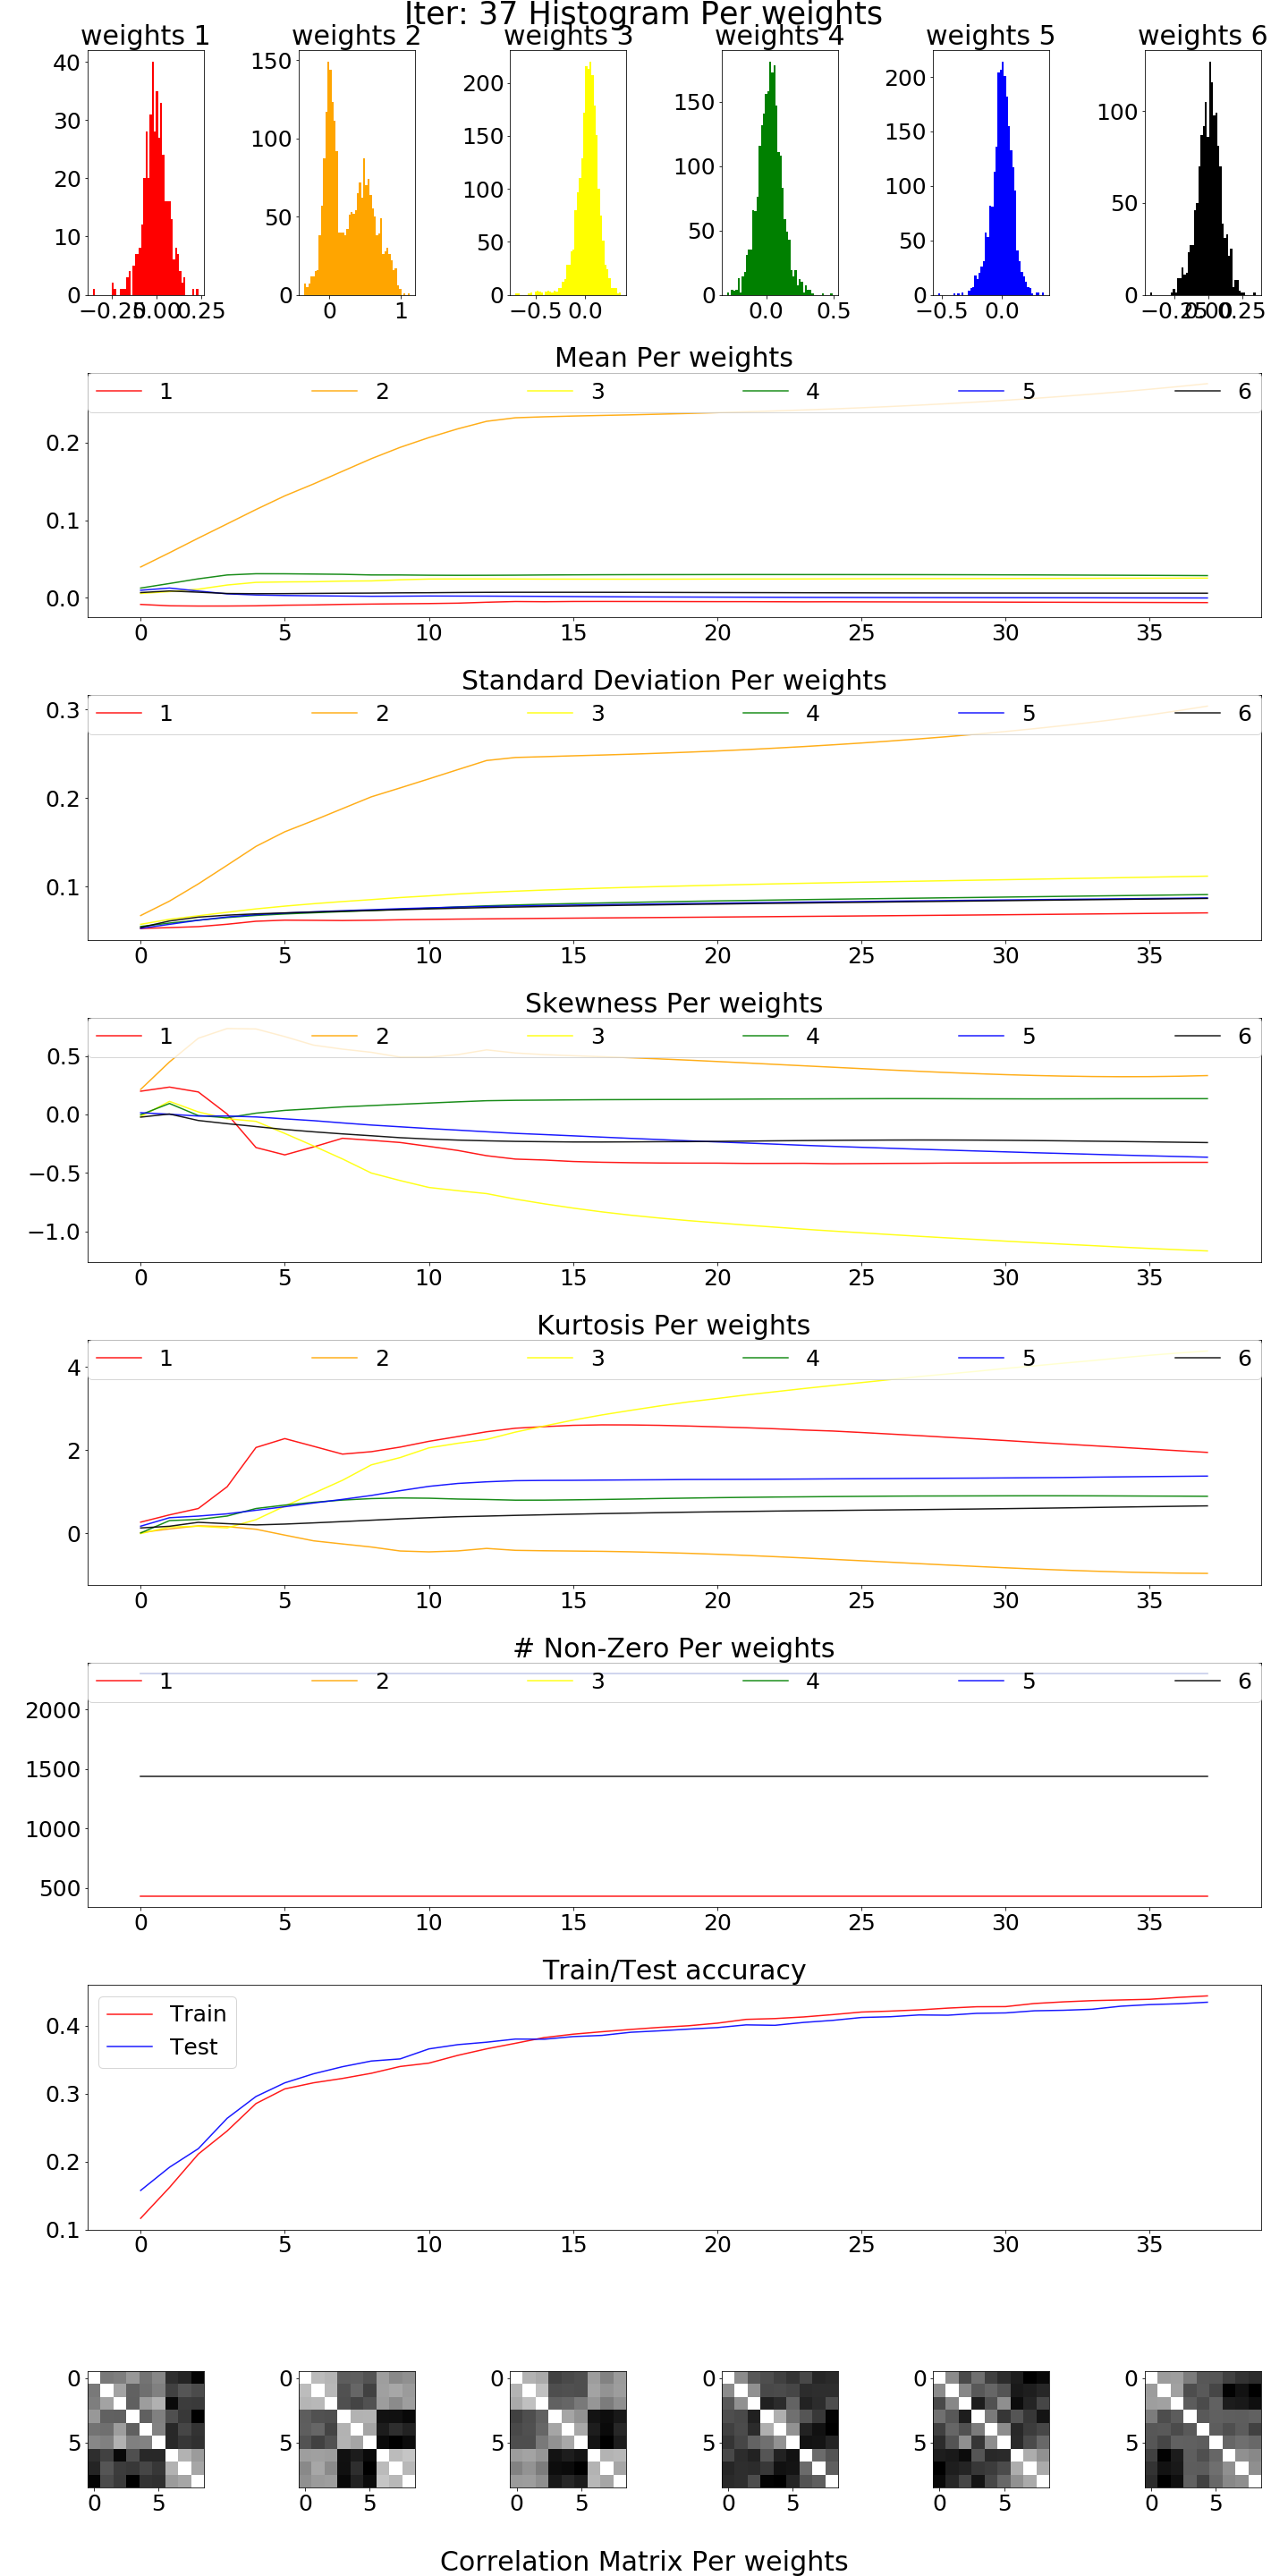 Iter: 37 Histogram Per weights
weights 1 weights 2 weights 3 weights 4 weights 5 weights 6
40 30 20 10 0
−0.25 0.00 0.25
150 100 50 0
0 1
200 150 100 50 0
−0.5 0.0
150 100 50 0
0.0 0.5
200 150 100 50 0
−0.5 0.0
100 50 0
−0.25 0.00 0.25
Mean Per weights
1 2 3 4 5 6
0.2
0.1
0.0
0 5 10 15 20 25 30 35
Standard Deviation Per weights
1 2 3 4 5 6
0.3
0.2
0.1
0 5 10 15 20 25 30 35
Skewness Per weights
1 2 3 4 5 6
0.5
0.0
−0.5
−1.0
0 5 10 15 20 25 30 35
Kurtosis Per weights
1 2 3 4 5 6
4
2
0
0 5 10 15 20 25 30 35
# Non-Zero Per weights
1 2 3 4 5 6
2000
1500
1000
500
0 5 10 15 20 25 30 35
Train/Test accuracy
Train
Test
0.4
0.3
0.2
0.1
0 5 10 15 20 25 30 35
0 0 0 0 0 0
5 5 5 5 5 5
0 5 0 5 0 5 0 5 0 5 0 5
Correlation Matrix Per weights